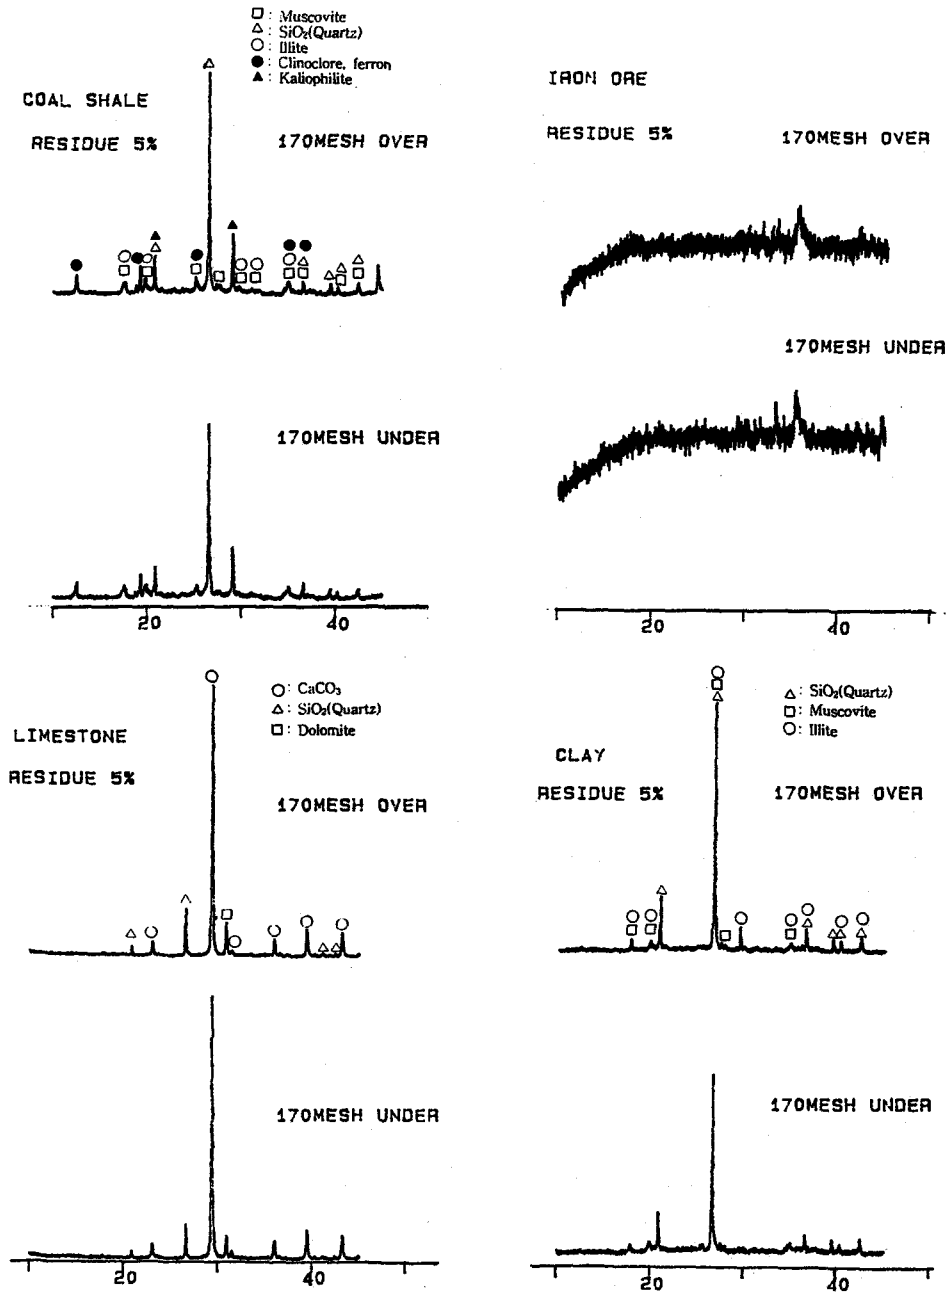 □: Muscovite
△: SiO₂(Quartz)
○: Illite
●: Clinoclore, ferron
▲: Kaliophilite
COAL SHALE
RESIDUE 5%
170MESH OVER
170MESH UNDER
20
40
IRON ORE
RESIDUE 5%
170MESH OVER
170MESH UNDER
20
40
○: CaCO₃
△: SiO₂(Quartz)
□: Dolomite
LIMESTONE
RESIDUE 5%
170MESH OVER
170MESH UNDER
20
40
△: SiO₂(Quartz)
□: Muscovite
○: Illite
CLAY
RESIDUE 5%
170MESH OVER
170MESH UNDER
20
40